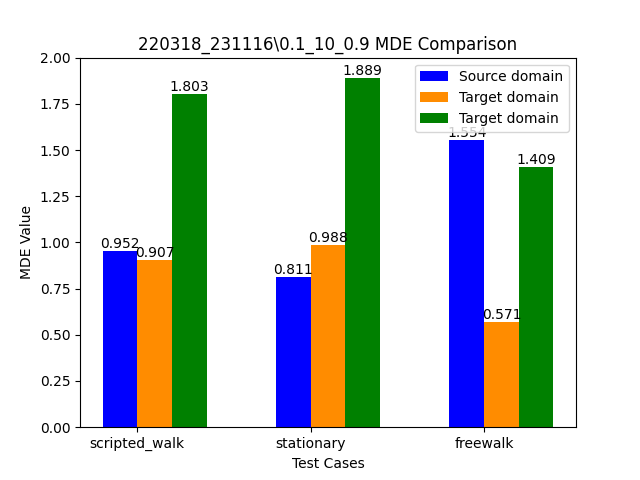 220318_231116\0.1_10_0.9 MDE Comparison
MDE Value
2.00
1.75
1.50
1.25
1.00
0.75
0.50
0.25
0.00
Source domain
Target domain
Target domain
0.952
0.907
1.803
0.811
0.988
1.889
1.554
0.571
1.409
scripted_walk
stationary
freewalk
Test Cases